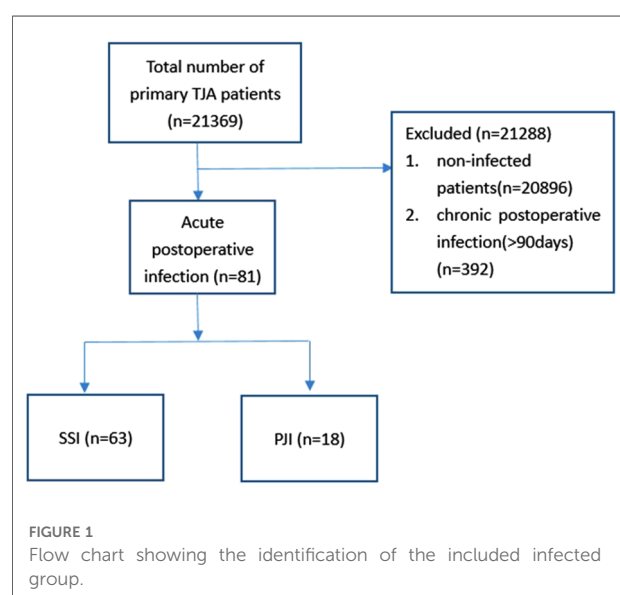 Total number of
primary TJA patients
(n=21369)
Excluded (n=21288)
1. non-infected
patients(n=20896)
2. chronic postoperative
infection(>90days)
(n=392)
Acute
postoperative
infection (n=81)
SSI (n=63)
PJI (n=18)
FIGURE 1
Flow chart showing the identification of the included infected
group.